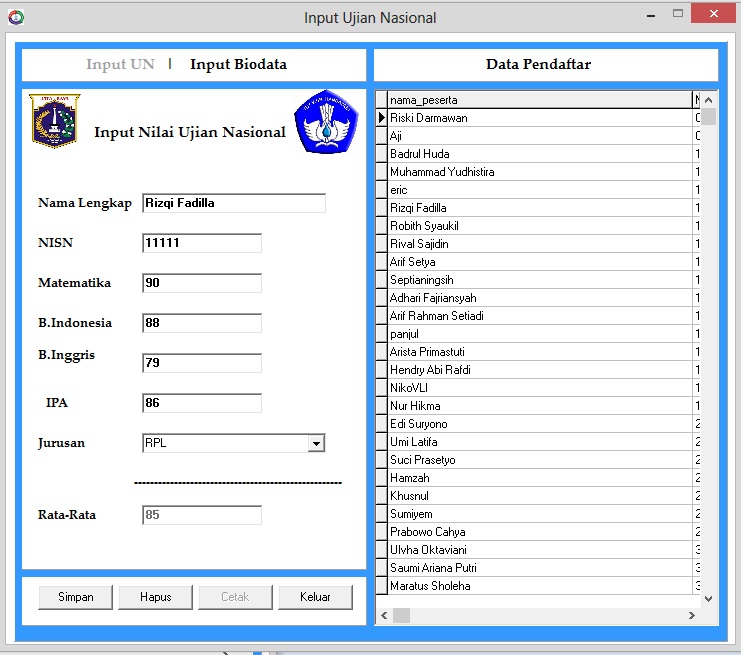 Input Ujian Nasional
Input UN | Input Biodata
Data Pendaftar
JAYA RAYA
TUT WURI HANDAYANI
Input Nilai Ujian Nasional
Nama Lengkap Rizqi Fadilla
NISN 11111
Matematika 90
B.Indonesia 88
B.Inggris 79
IPA 86
Jurusan RPL
---------------------------------------------------
Rata-Rata 85
Simpan Hapus Cetak Keluar
nama_peserta
Riski Darmawan 0
Aji 0
Badrul Huda 1
Muhammad Yudhistira 1
eric 1
Rizqi Fadilla 1
Robith Syaukil 1
Rival Sajidin 1
Arif Setya 1
Septianingsih 1
Adhari Fajriansyah 1
Arif Rahman Setiadi 1
panjul 1
Arista Primastuti 1
Hendry Abi Rafdi 1
NikoVLI 1
Nur Hikma 1
Edi Suryono 2
Umi Latifa 2
Suci Prasetyo 2
Hamzah 2
Khusnul 2
Sumiyem 2
Prabowo Cahya 2
Ulvha Oktaviani 3
Saumi Ariana Putri 3
Maratus Sholeha 3